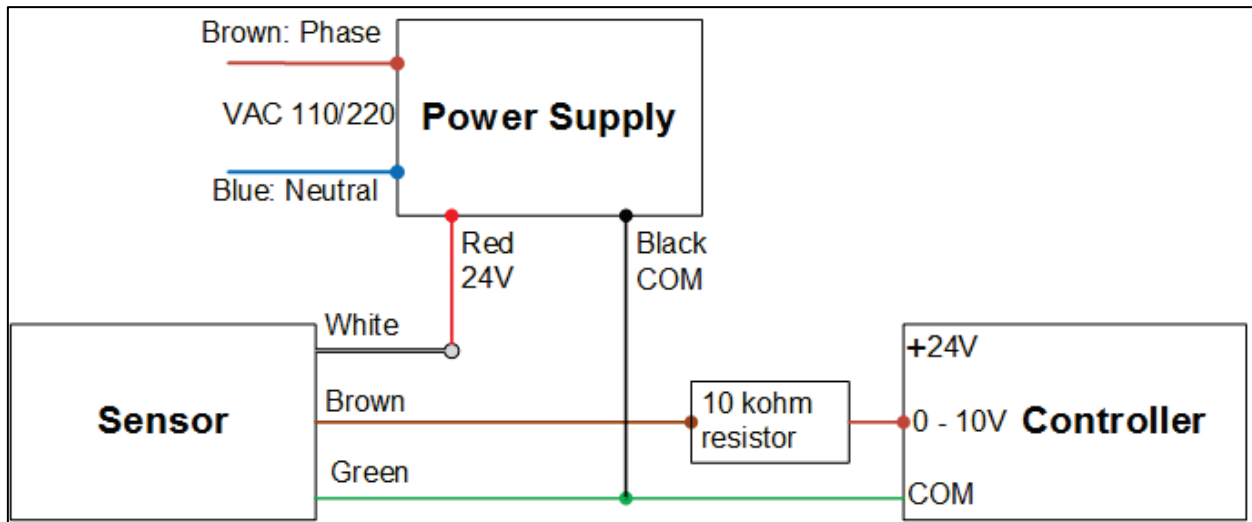 Brown: Phase
VAC 110/220
Power Supply
Blue: Neutral
Red
24V
Black
COM
White
Sensor
Brown
Green
10 kohm
resistor
+24V
0 - 10V
Controller
COM